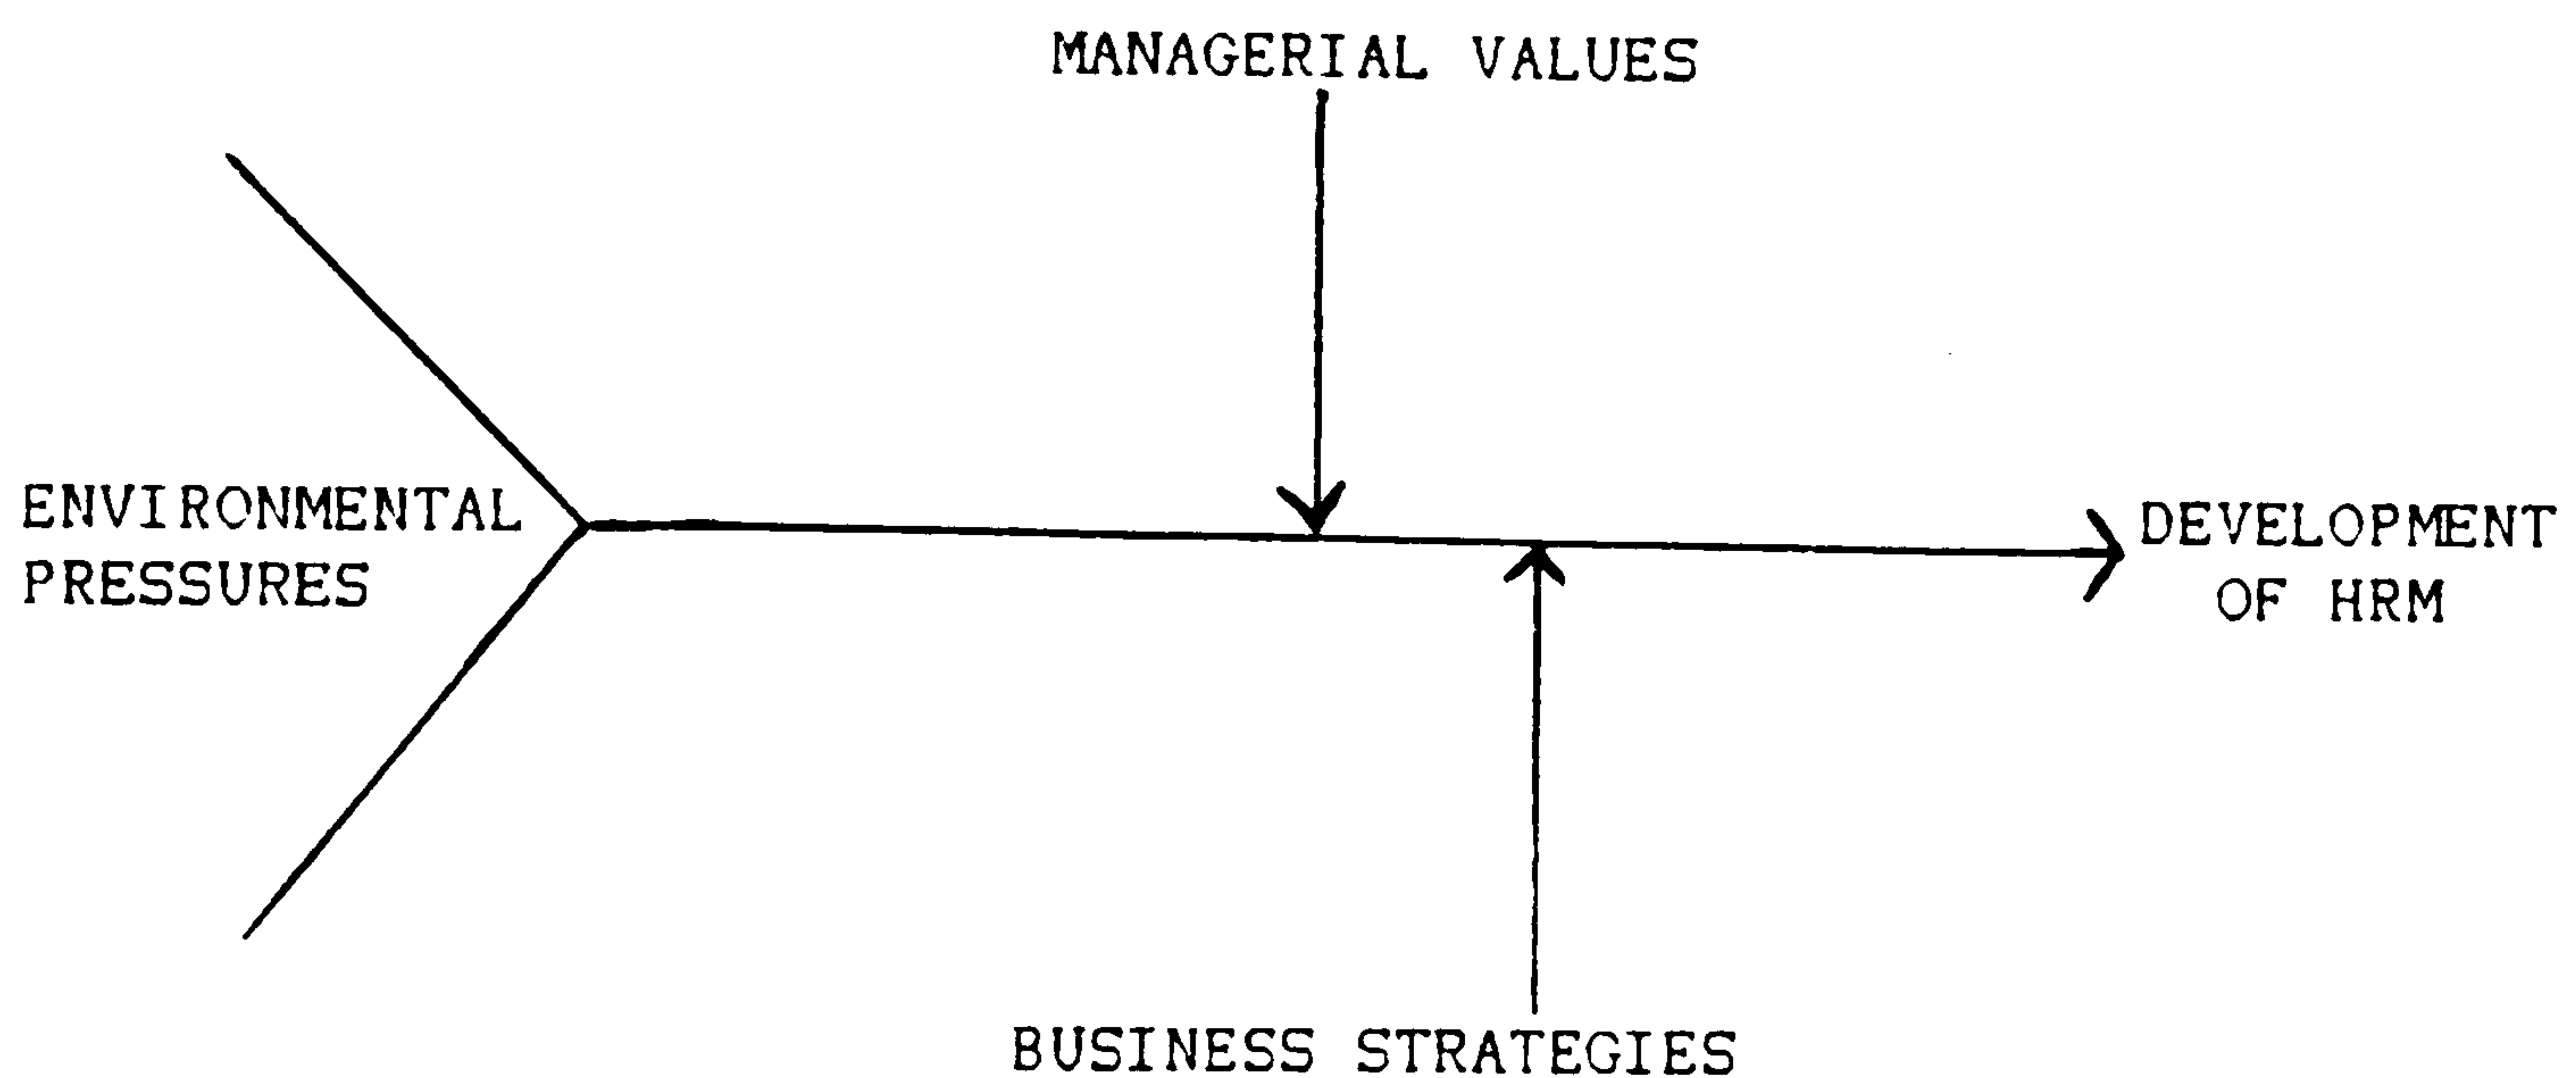 MANAGERIAL VALUES
ENVIRONMENTAL
PRESSURES
DEVELOPMENT
OF HRM
BUSINESS STRATEGIES